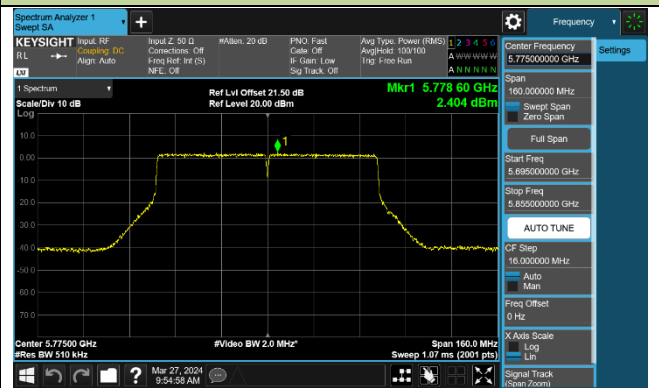 Spectrum Analyzer 1
Swept SA
Frequency
KEYSIGHT
Input: RF
Coupling: DC
Align: Auto
Input Z: 50 Ω
Corrections: Off
Freq Ref: Int (S)
NFE: Off
#Atten: 20 dB
PNO: Fast
Gate: Off
IF Gain: Low
Sig Track: Off
Avg Type: Power (RMS)
Avg|Hold: 100/100
Trig: Free Run
1 2 3 4 5 6
A W W W W W
A N N N N N
RL
LXI
1 Spectrum
Scale/Div 10 dB
Log
Ref Lvl Offset 21.50 dB
Ref Level 20.00 dBm
Mkr1 5.778 60 GHz
2.404 dBm
10.0
0.00
-10.0
-20.0
-30.0
-40.0
-50.0
-60.0
-70.0
1
Center 5.77500 GHz
#Res BW 510 kHz
#Video BW 2.0 MHz*
Span 160.0 MHz
Sweep 1.07 ms (2001 pts)
Mar 27, 2024
9:54:58 AM
Center Frequency
5.775000000 GHz
Settings
Span
160.000000 MHz
Swept Span
Zero Span
Full Span
Start Freq
5.695000000 GHz
Stop Freq
5.855000000 GHz
AUTO TUNE
CF Step
16.000000 MHz
Auto
Man
Freq Offset
0 Hz
X Axis Scale
Log
Lin
Signal Track
(Span Zoom)